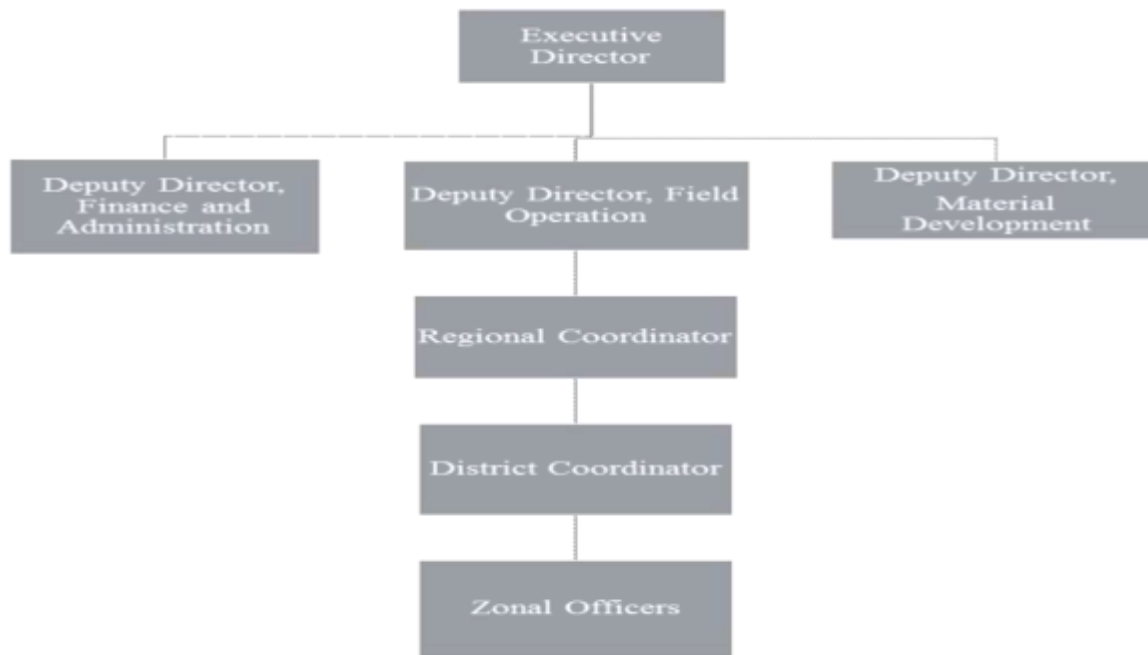 Executive
Director
Deputy Director,
Finance and
Administration
Deputy Director, Field
Operation
Deputy Director,
Material
Development
Regional Coordinator
District Coordinator
Zonal Officers